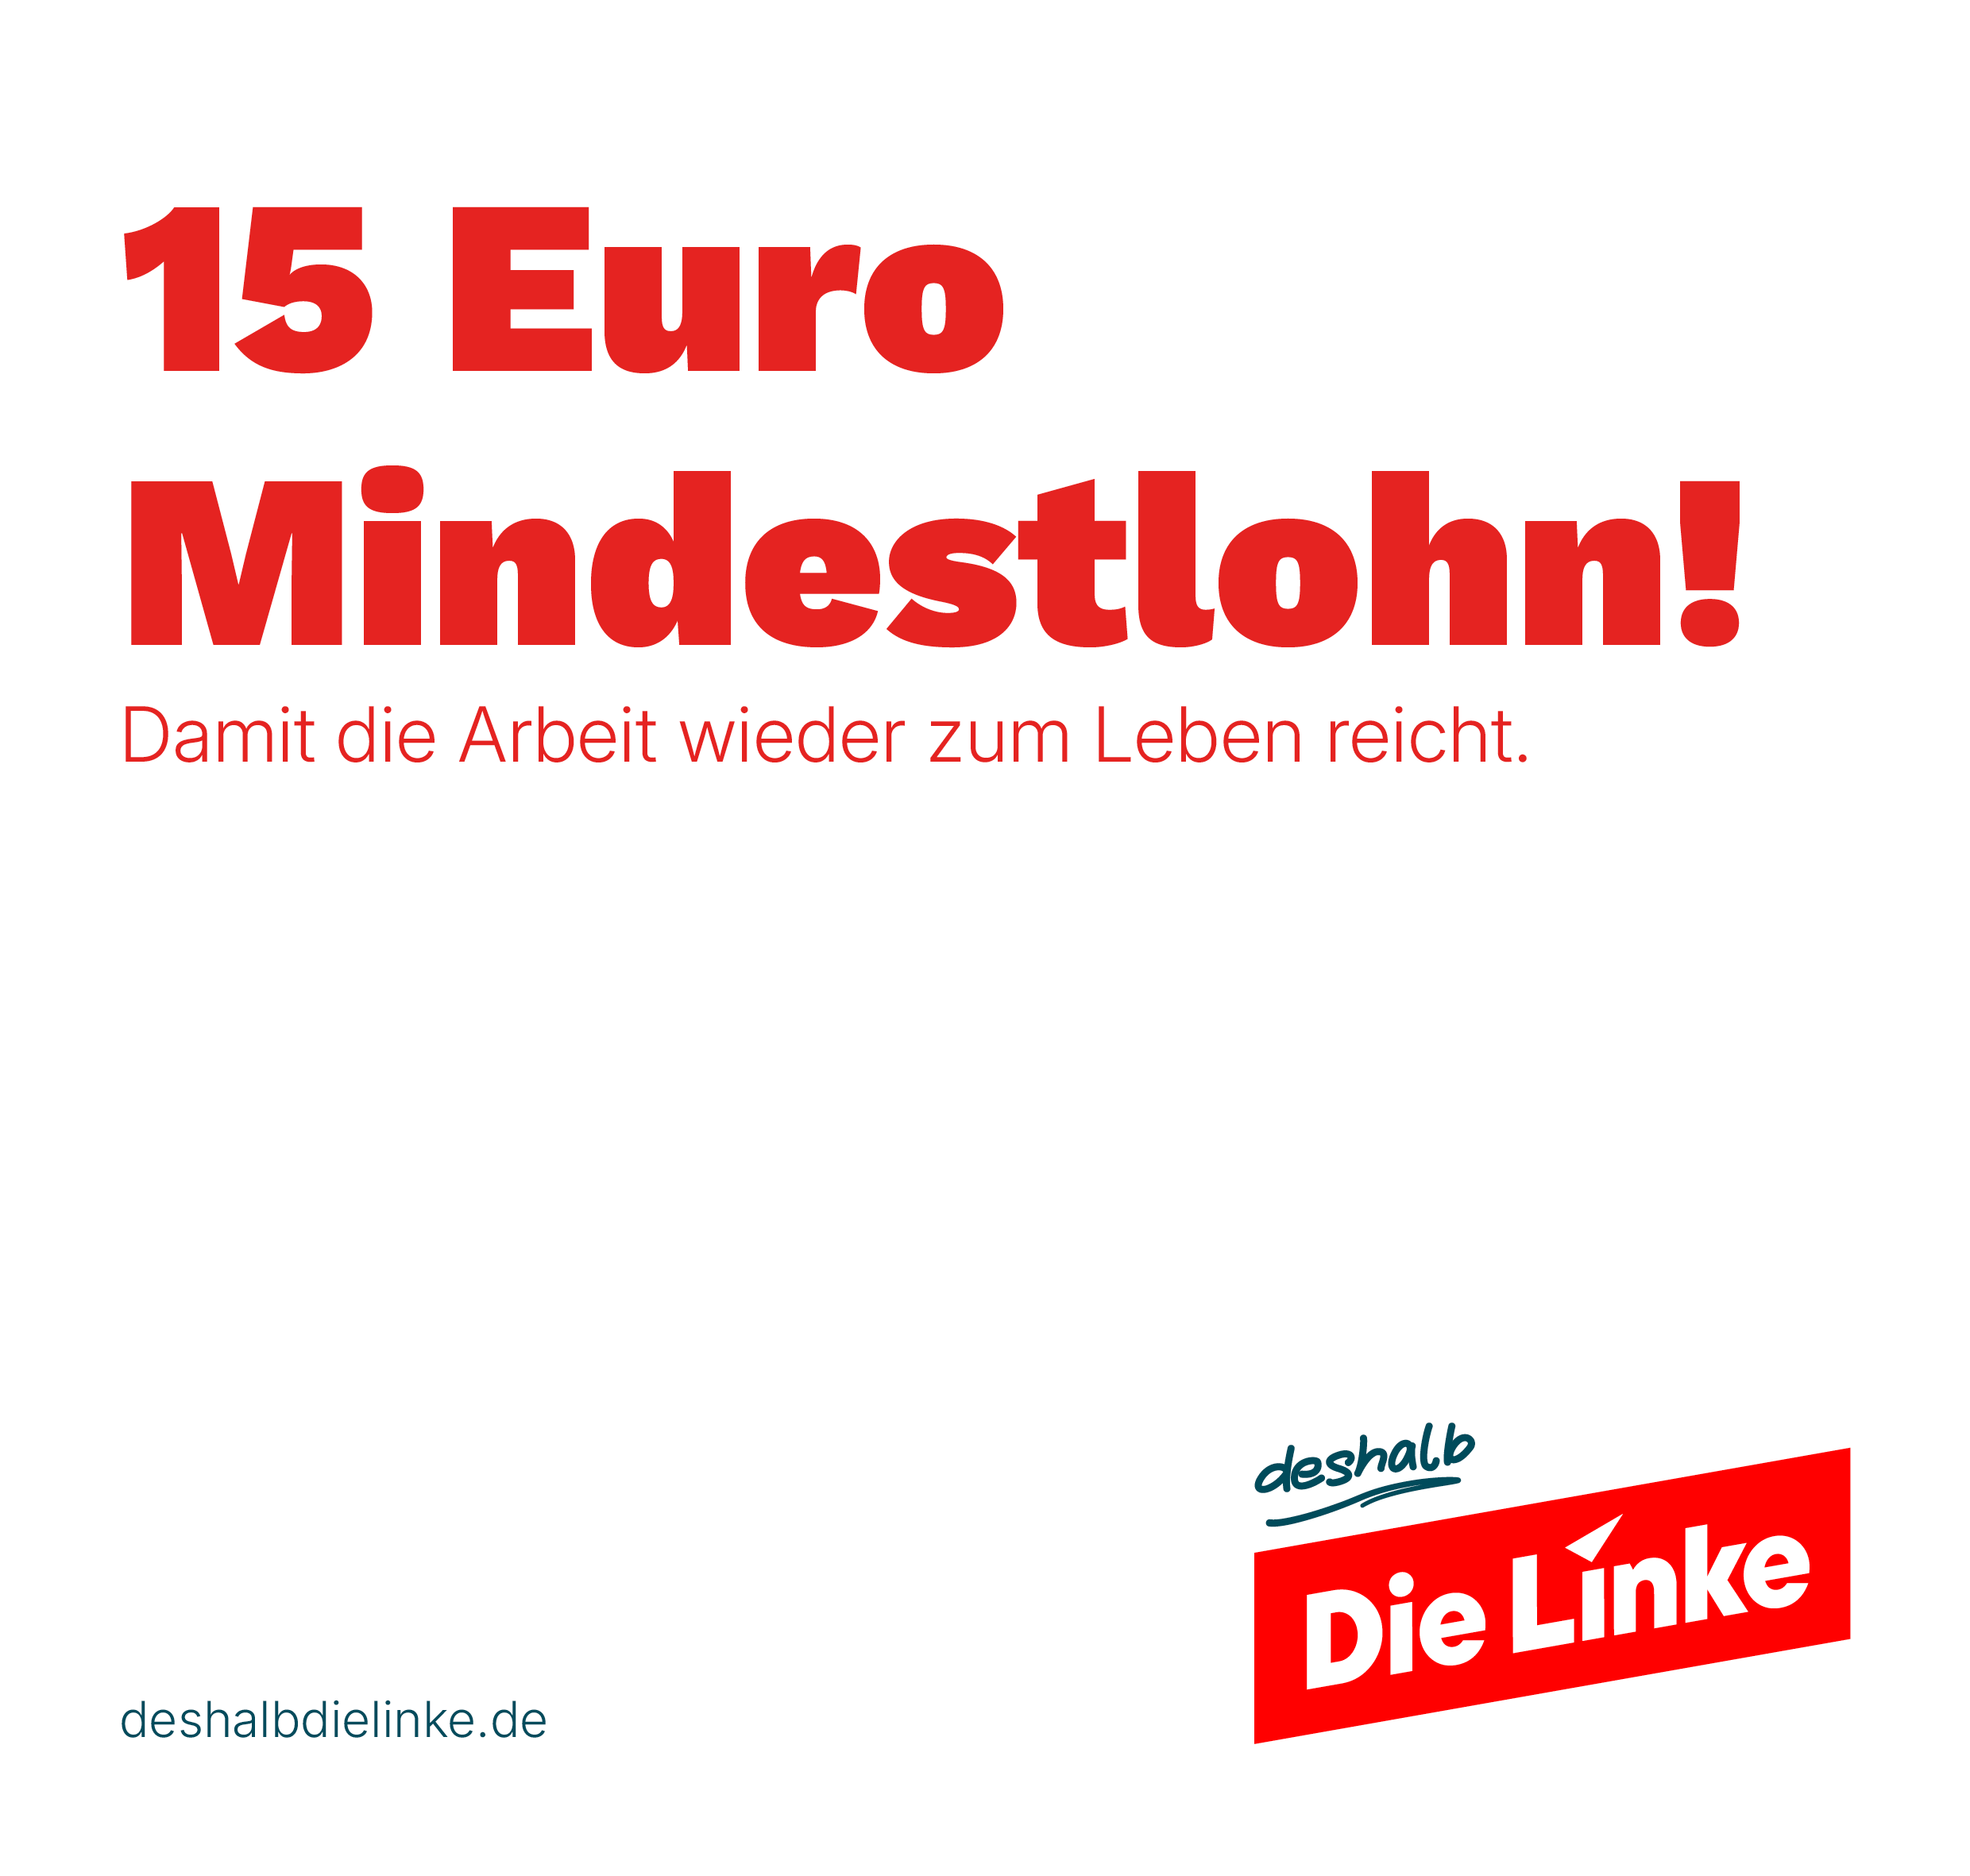 15 Euro
Mindestlohn!
Damit die Arbeit wieder zum Leben reicht.
deshalb
Die Linke
deshalbdielinke.de